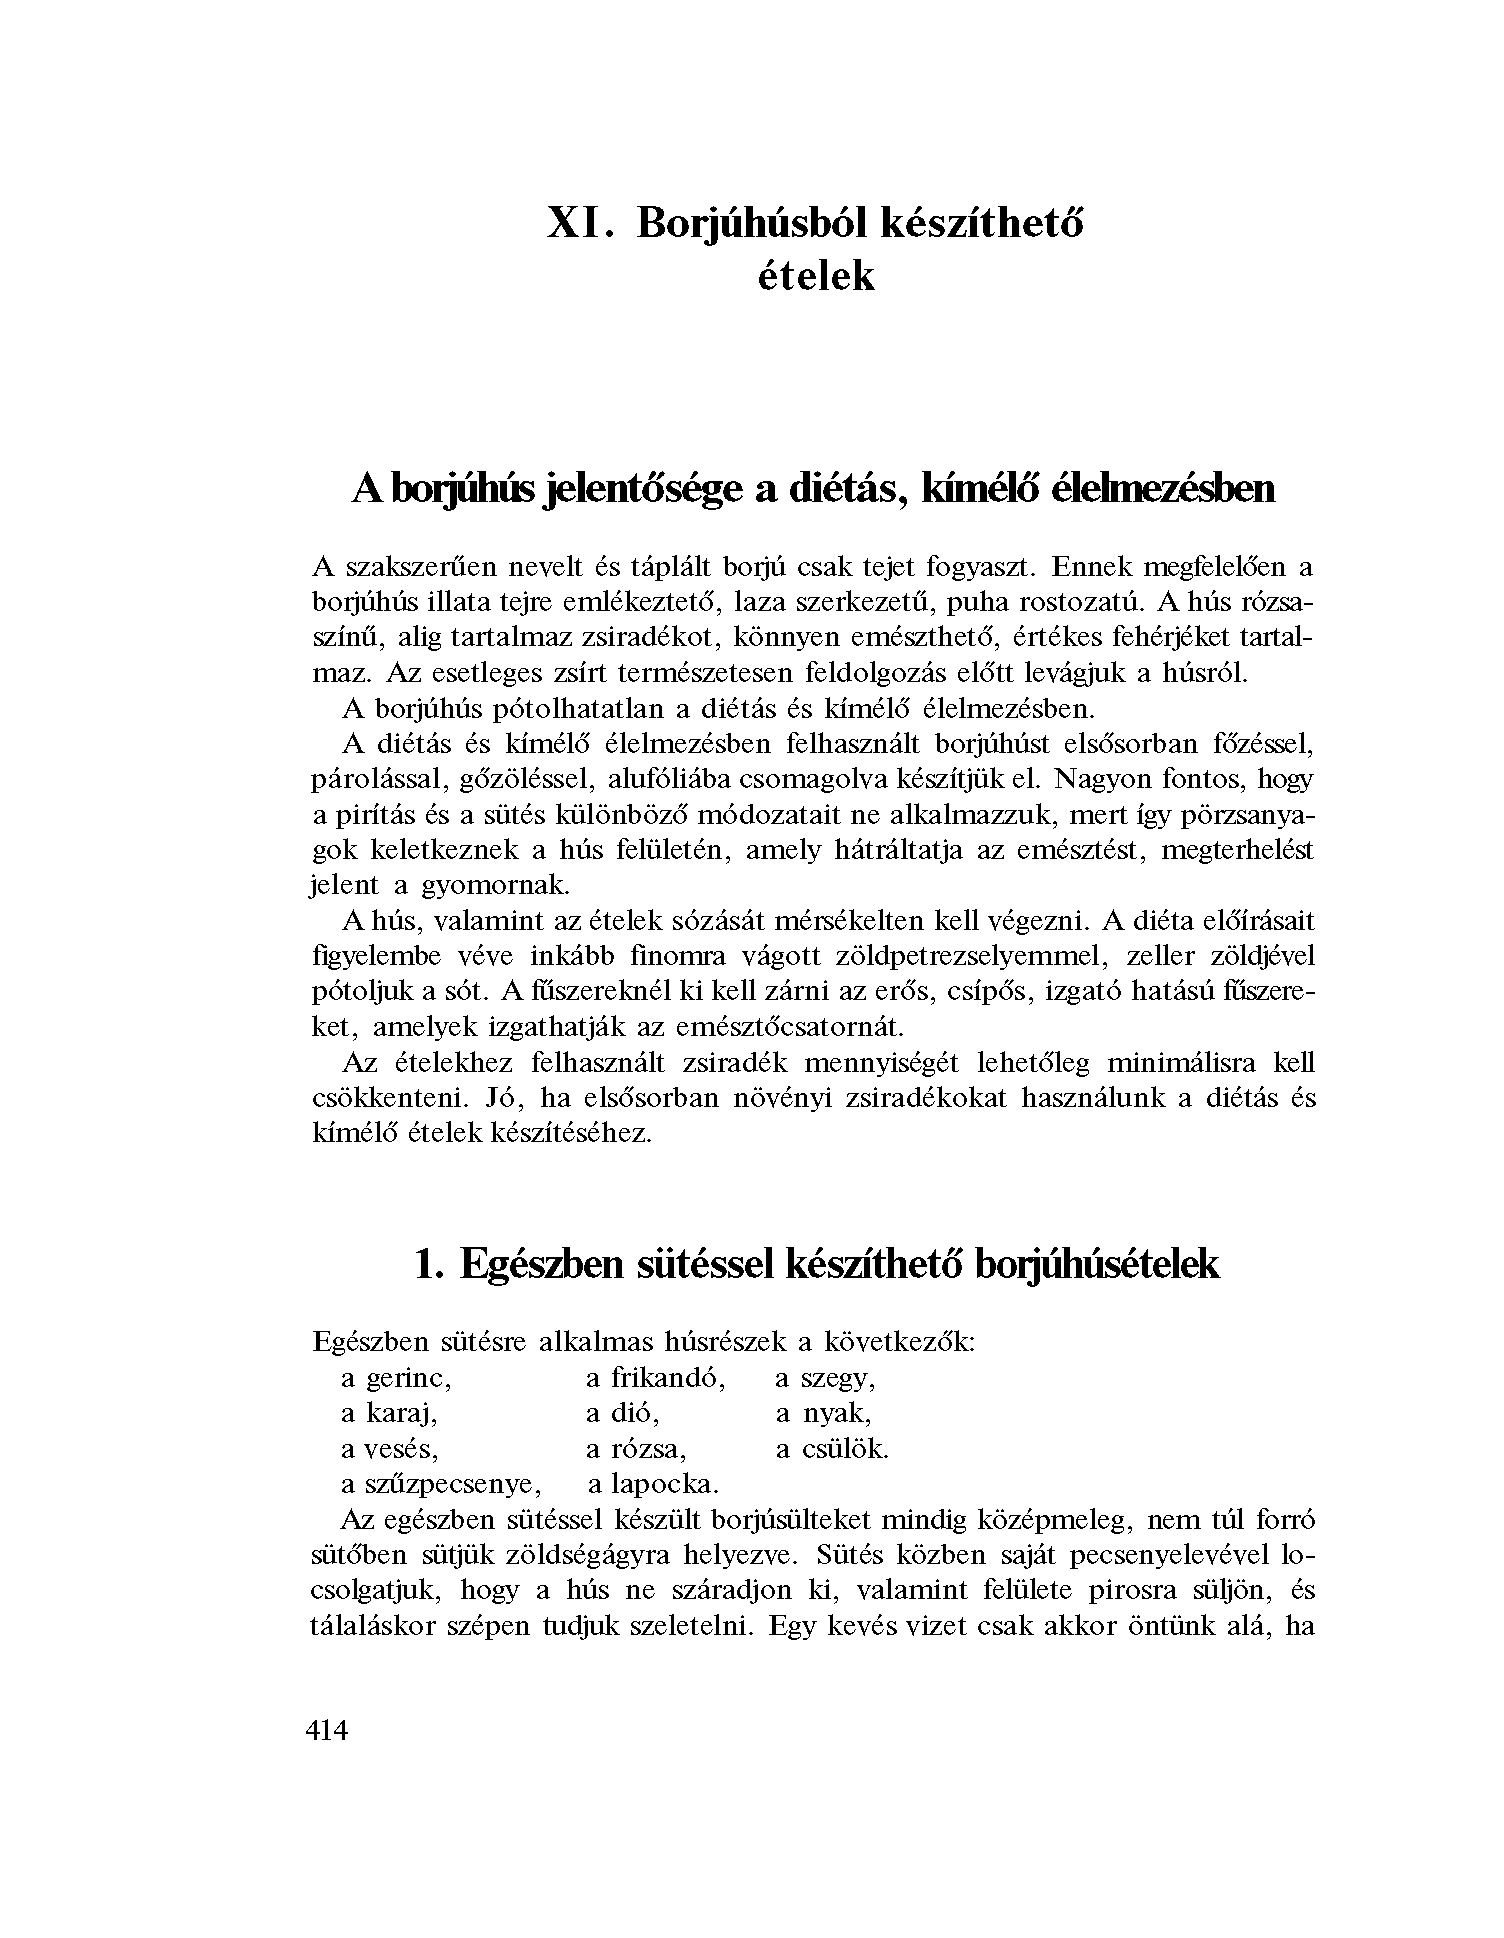 XI. Borjúhúsból készíthető
ételek
A borjúhús jelentősége a diétás, kímélő élelmezésben
A szakszerűen nevelt és táplált borjú csak tejet fogyaszt. Ennek megfelelően a
borjúhús illata tejre emlékeztető, laza szerkezetű, puha rostozatú. A hús rózsa-
színű, alig tartalmaz zsiradékot, könnyen emészthető, értékes fehérjéket tartal-
maz. Az esetleges zsírt természetesen feldolgozás előtt levágjuk a húsról.
A borjúhús pótolhatatlan a diétás és kímélő élelmezésben.
A diétás és kímélő élelmezésben felhasznált borjúhúst elsősorban főzéssel,
párolással, gőzöléssel, alufóliába csomagolva készítjük el. Nagyon fontos, hogy
a pirítás és a sütés különböző módozatait ne alkalmazzuk, mert így pörzsanya-
gok keletkeznek a hús felületén, amely hátráltatja az emésztést, megterhelést
jelent a gyomornak.
A hús, valamint az ételek sózását mérsékelten kell végezni. A diéta előírásait
figyelembe véve inkább finomra vágott zöldpetrezselyemmel, zeller zöldjével
pótoljuk a sót. A fűszereknél ki kell zárni az erős, csípős, izgató hatású fűszere-
ket, amelyek izgathatják az emésztőcsatornát.
Az ételekhez felhasznált zsiradék mennyiségét lehetőleg minimálisra kell
csökkenteni. Jó, ha elsősorban növényi zsiradékokat használunk a diétás és
kímélő ételek készítéséhez.
1. Egészben sütéssel készíthető borjúhúsételek
Egészben sütésre alkalmas húsrészek a következők:
a gerinc, a frikandó, a szegy,
a karaj, a dió, a nyak,
a vesés, a rózsa, a csülök.
a szűzpecsenye, a lapocka.
Az egészben sütéssel készült borjúsülteket mindig középmeleg, nem túl forró
sütőben sütjük zöldségágyra helyezve. Sütés közben saját pecsenyelevével lo-
csolgatjuk, hogy a hús ne száradjon ki, valamint felülete pirosra süljön, és
tálaláskor szépen tudjuk szeletelni. Egy kevés vizet csak akkor öntünk alá, ha
414